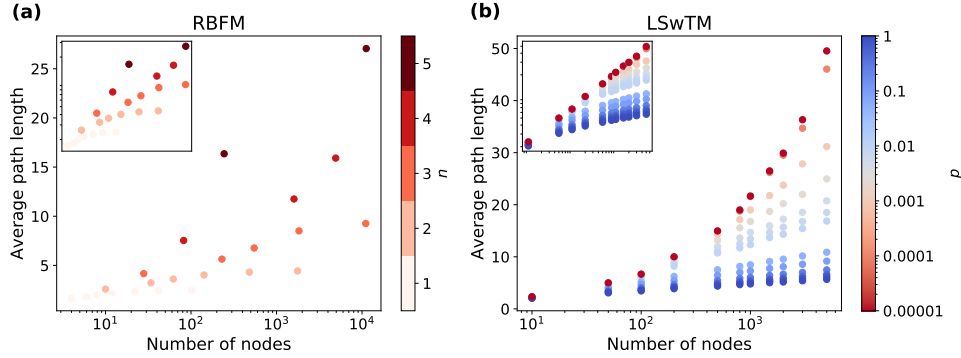 (a)
RBFM
Average path length
25
20
15
10
5
10^1
10^2
10^3
10^4
Number of nodes
5
4
3
2
1
n
(b)
LSwTM
Average path length
50
40
30
20
10
0
10^1
10^2
10^3
Number of nodes
1
0.1
0.01
0.001
0.0001
0.00001
p